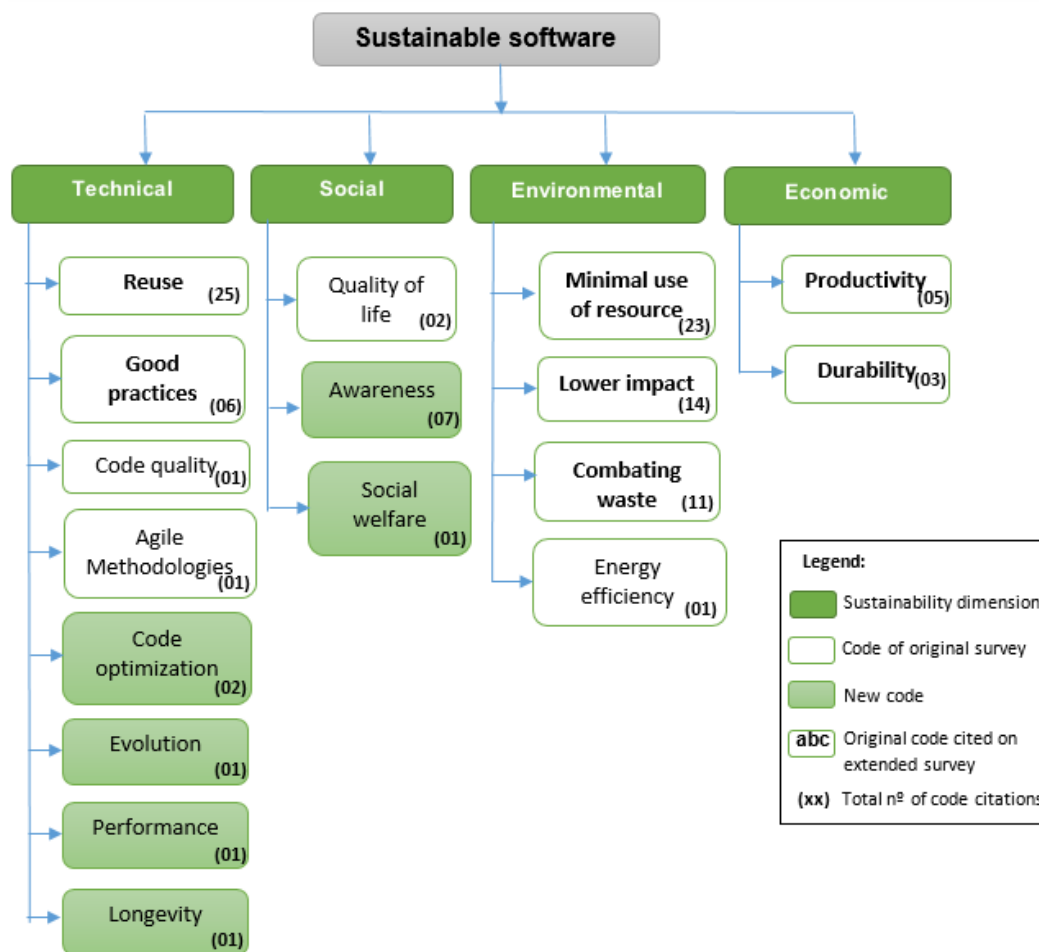 Sustainable software
Technical
Social
Environmental
Economic
Reuse
(25)
Good
practices
(06)
Code quality
(01)
Agile
Methodologies
(01)
Code
optimization
(02)
Evolution
(01)
Performance
(01)
Longevity
(01)
Quality of
life
(02)
Awareness
(07)
Social
welfare
(01)
Minimal use
of resource
(23)
Lower impact
(14)
Combating
waste
(11)
Energy
efficiency
(01)
Productivity
(05)
Durability
(03)
Legend:
Sustainability dimension
Code of original survey
New code
abc Original code cited on
extended survey
(xx) Total nº of code citations